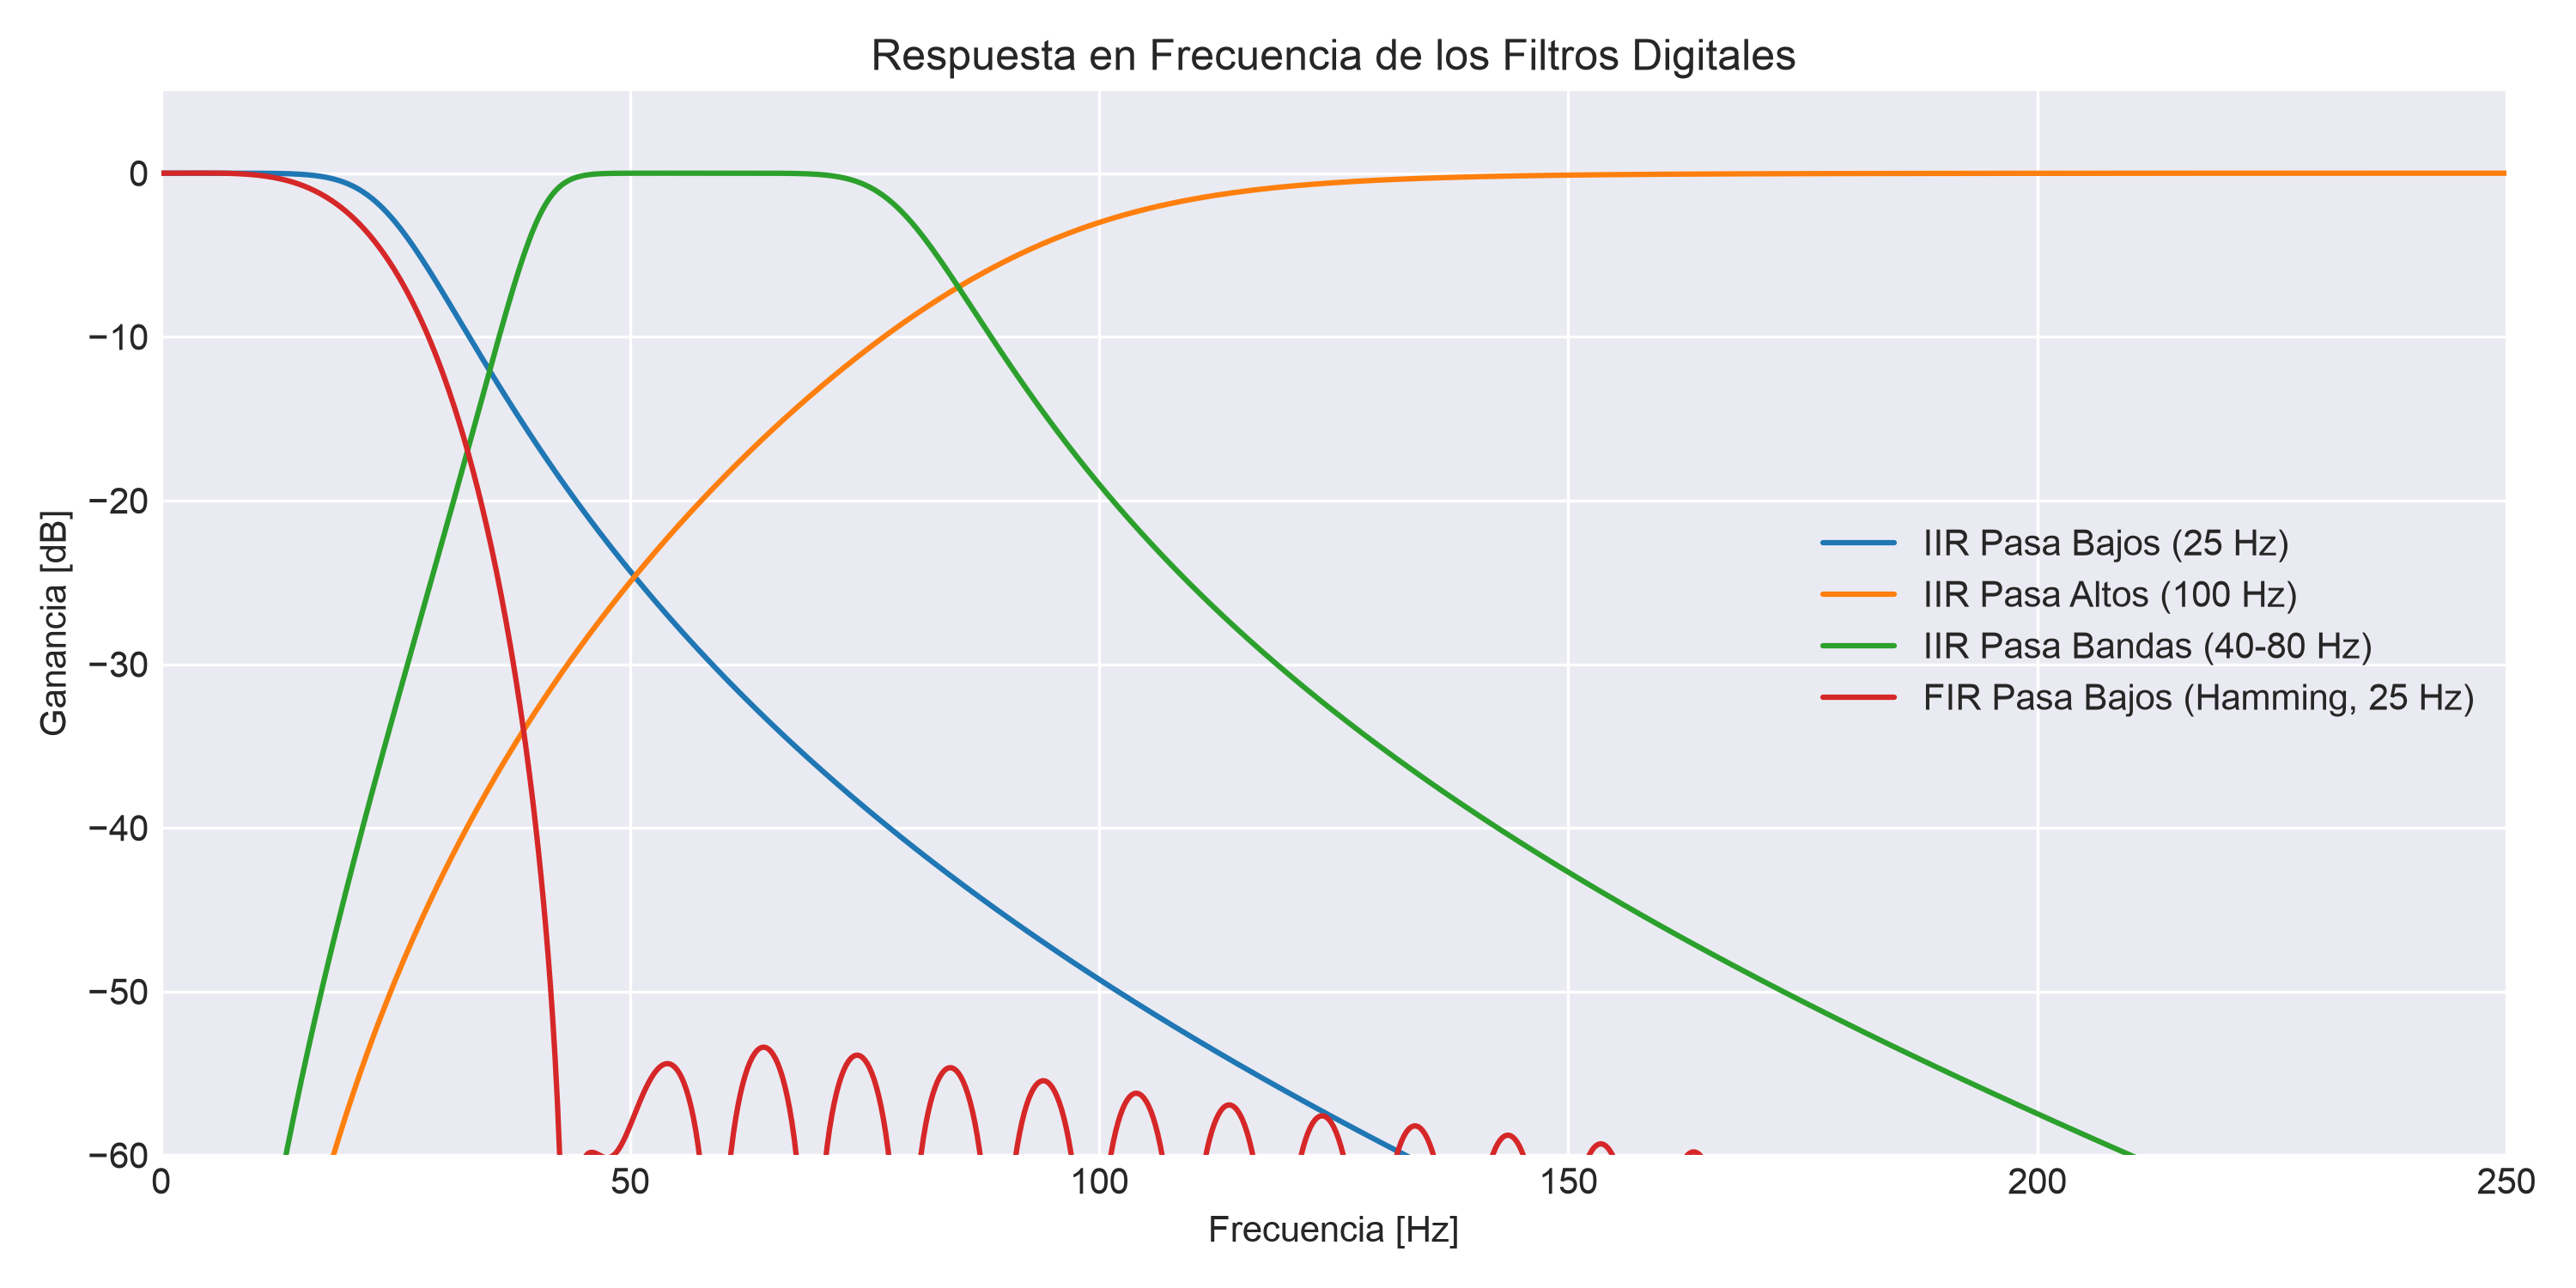 Respuesta en Frecuencia de los Filtros Digitales
Ganancia [dB]
0
−10
−20
−30
−40
−50
−60
IIR Pasa Bajos (25 Hz)
IIR Pasa Altos (100 Hz)
IIR Pasa Bandas (40-80 Hz)
FIR Pasa Bajos (Hamming, 25 Hz)
0 50 100 150 200 250
Frecuencia [Hz]